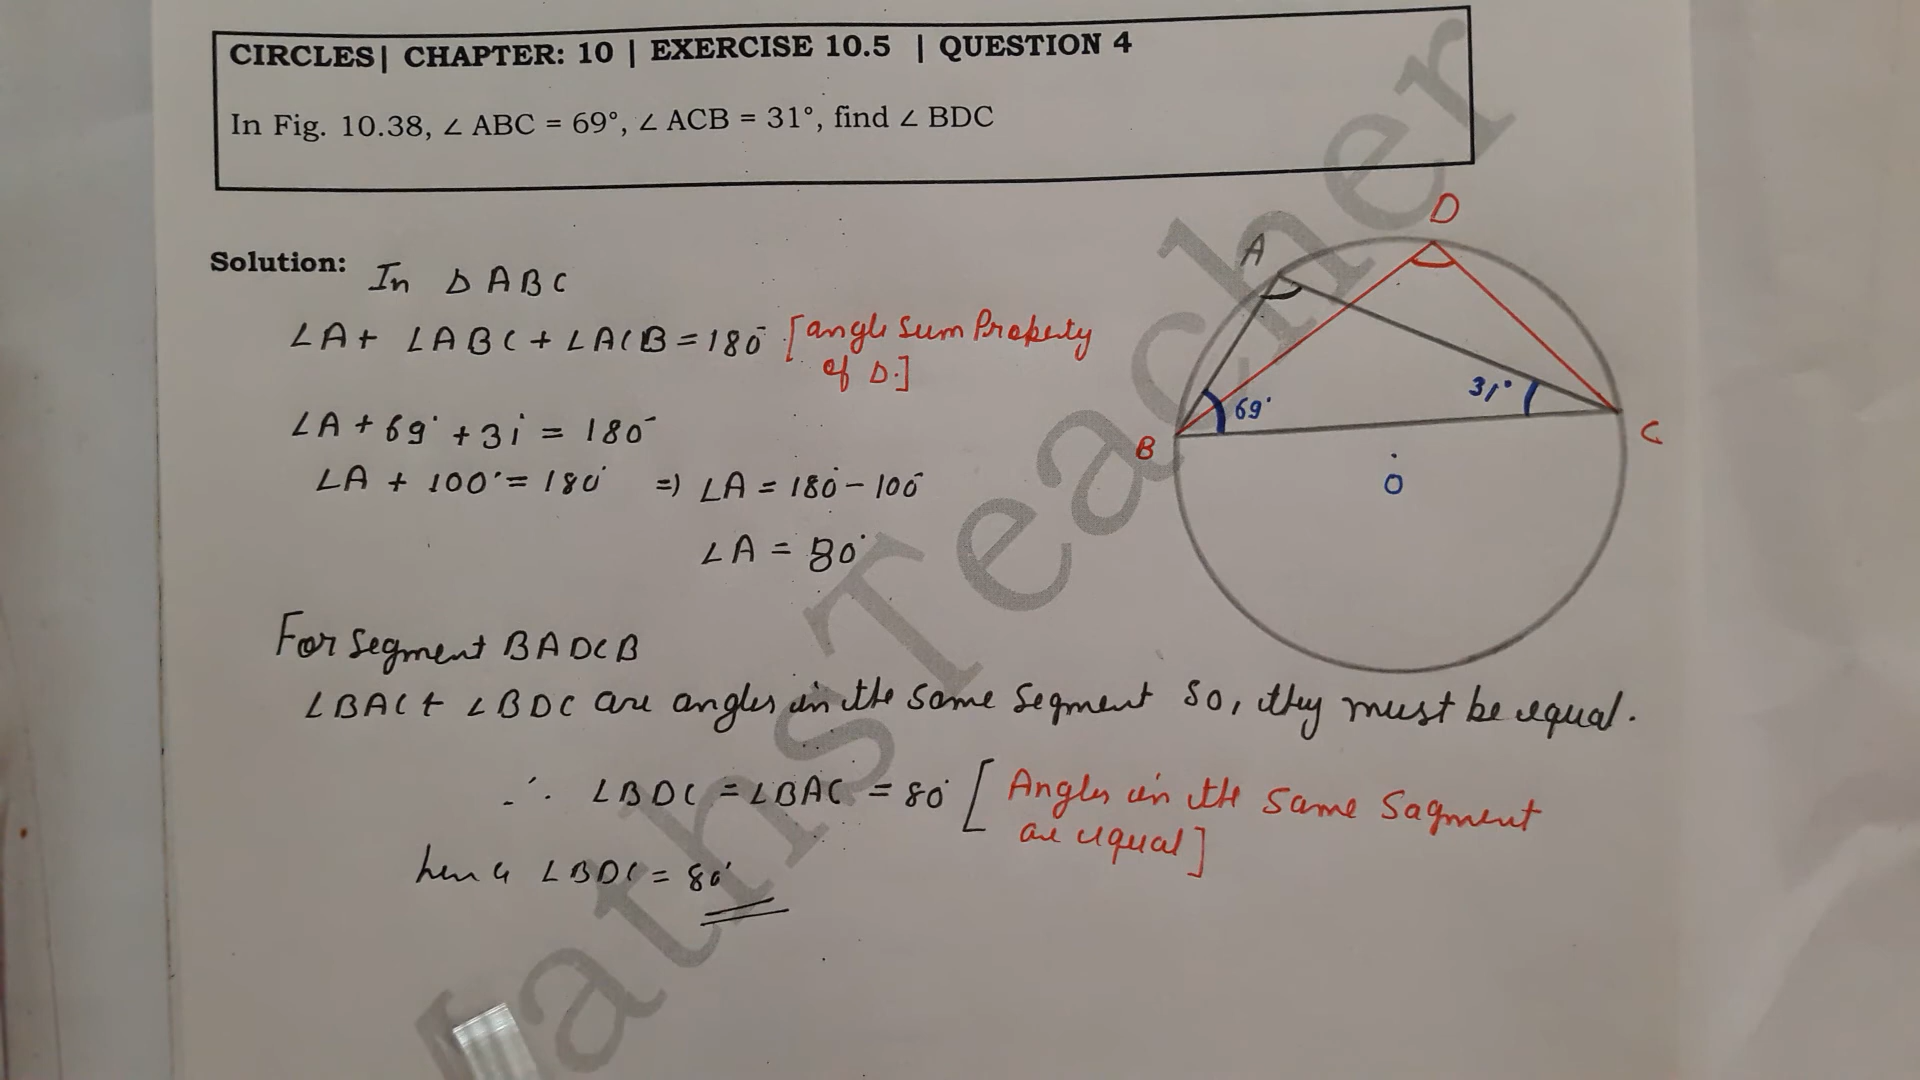 CIRCLES| CHAPTER: 10 | EXERCISE 10.5 | QUESTION 4
In Fig. 10.38, ∠ ABC = 69°, ∠ ACB = 31°, find ∠ BDC
Solution: In Δ ABC
∠A + ∠ABC + ∠ACB = 180° [angle sum Property
of Δ.]
∠A + 69° + 31° = 180°
∠A + 100° = 180° ⇒ ∠A = 180° - 100°
∠A = 80°
D
A
69°
31°
B
C
O
For segment BADCB
∠BAC + ∠BDC are angles in the same segment so, they must be equal.
∴ ∠BDC = ∠BAC = 80° [Angles in the same sagment
are equal]
hence ∠BDC = 80°
MathsTeacher